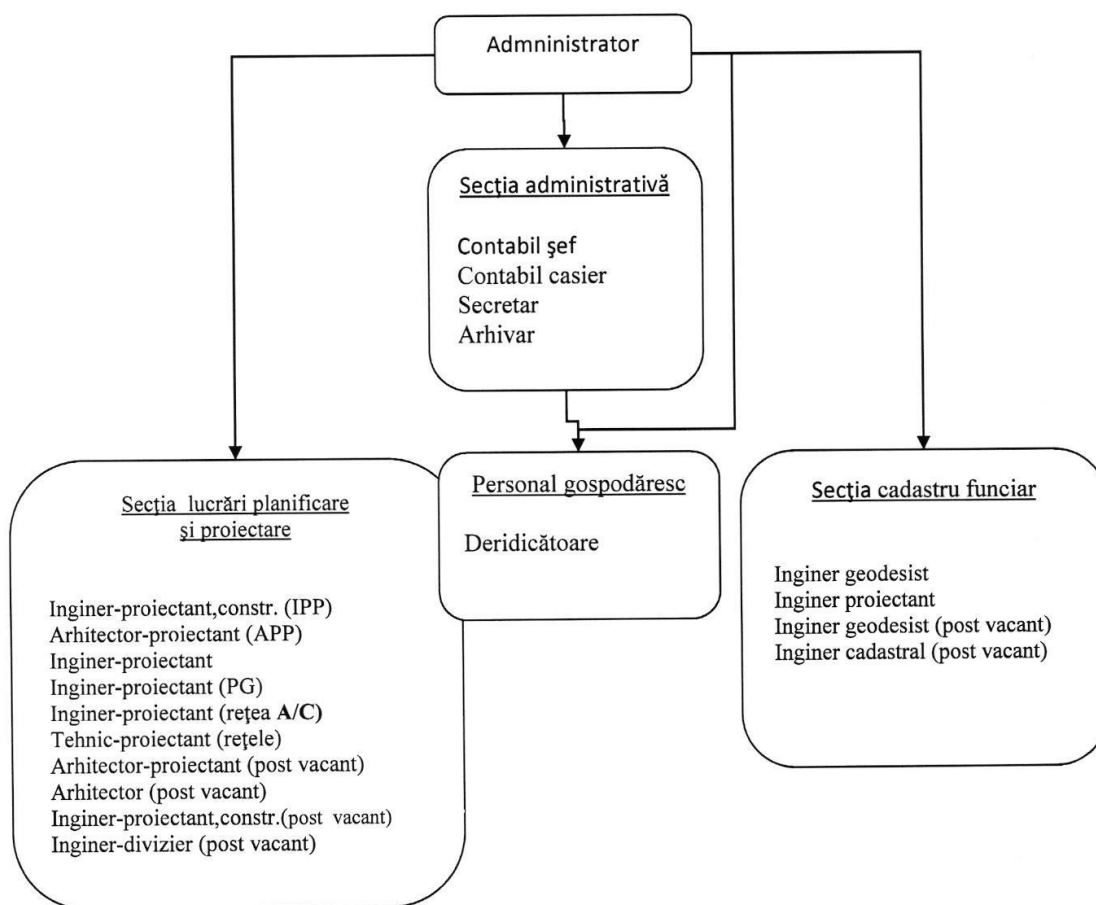 Admninistrator
Secţia administrativă
Contabil şef
Contabil casier
Secretar
Arhivar
Secţia lucrări planificare
şi proiectare
Inginer-proiectant,constr. (IPP)
Arhitector-proiectant (APP)
Inginer-proiectant
Inginer-proiectant (PG)
Inginer-proiectant (reţea A/C)
Tehnic-proiectant (reţele)
Arhitector-proiectant (post vacant)
Arhitector (post vacant)
Inginer-proiectant,constr.(post vacant)
Inginer-divizier (post vacant)
Personal gospodăresc
Deridicătoare
Secţia cadastru funciar
Inginer geodesist
Inginer proiectant
Inginer geodesist (post vacant)
Inginer cadastral (post vacant)